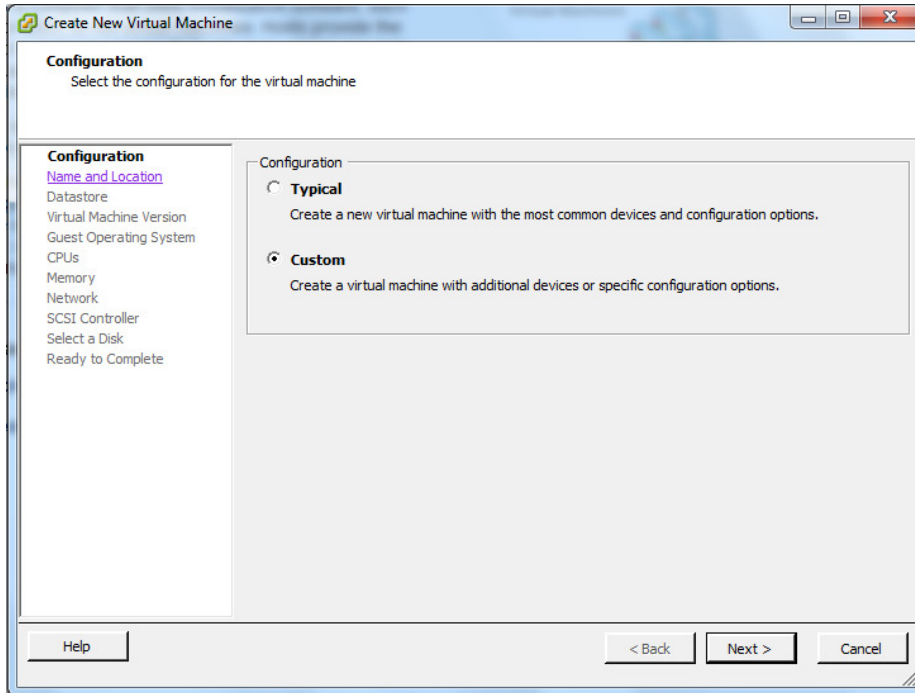 Create New Virtual Machine
Configuration
Select the configuration for the virtual machine
Configuration
Name and Location
Datastore
Virtual Machine Version
Guest Operating System
CPUs
Memory
Network
SCSI Controller
Select a Disk
Ready to Complete
Configuration
Typical
Create a new virtual machine with the most common devices and configuration options.
Custom
Create a virtual machine with additional devices or specific configuration options.
Help
< Back
Next >
Cancel